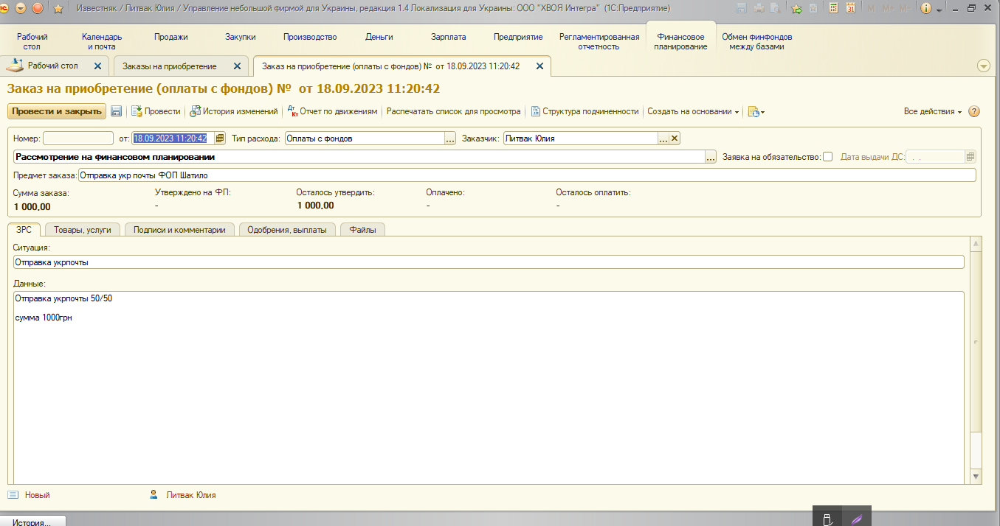 Известняк / Литвак Юлия / Управление небольшой фирмой для Украины, редакция 1.4 Локализация для Украины: ООО "ХВОЯ Интегра" (1С:Предприятие)
31 M M+ M-
Рабочий стол
Календарь и почта
Продажи
Закупки
Производство
Деньги
Зарплата
Предприятие
Регламентированная отчетность
Финансовое планирование
Обмен финфондов между базами
Рабочий стол
Заказы на приобретение
Заказ на приобретение (оплаты с фондов) № от 18.09.2023 11:20:42
Заказ на приобретение (оплаты с фондов) № от 18.09.2023 11:20:42
Провести и закрыть Провести История изменений Дт Кт Отчет по движениям Распечатать список для просмотра Структура подчиненности Создать на основании Все действия ?
Номер: от: 18.09.2023 11:20:42 Тип расхода: Оплаты с фондов ... Заказчик: Литвак Юлия ...
Рассмотрение на финансовом планировании ... Заявка на обязательство: Дата выдачи ДС: . .
Предмет заказа: Отправка укр почты ФОП Шатило
Сумма заказа: Утверждено на ФП: Осталось утвердить: Оплачено: Осталось оплатить:
1 000,00 - 1 000,00 - -
ЗРС Товары, услуги Подписи и комментарии Одобрения, выплаты Файлы
Ситуация:
Отправка укрпочты
Данные:
Отправка укрпочты 50/50
сумма 1000грн
Новый Литвак Юлия
История...